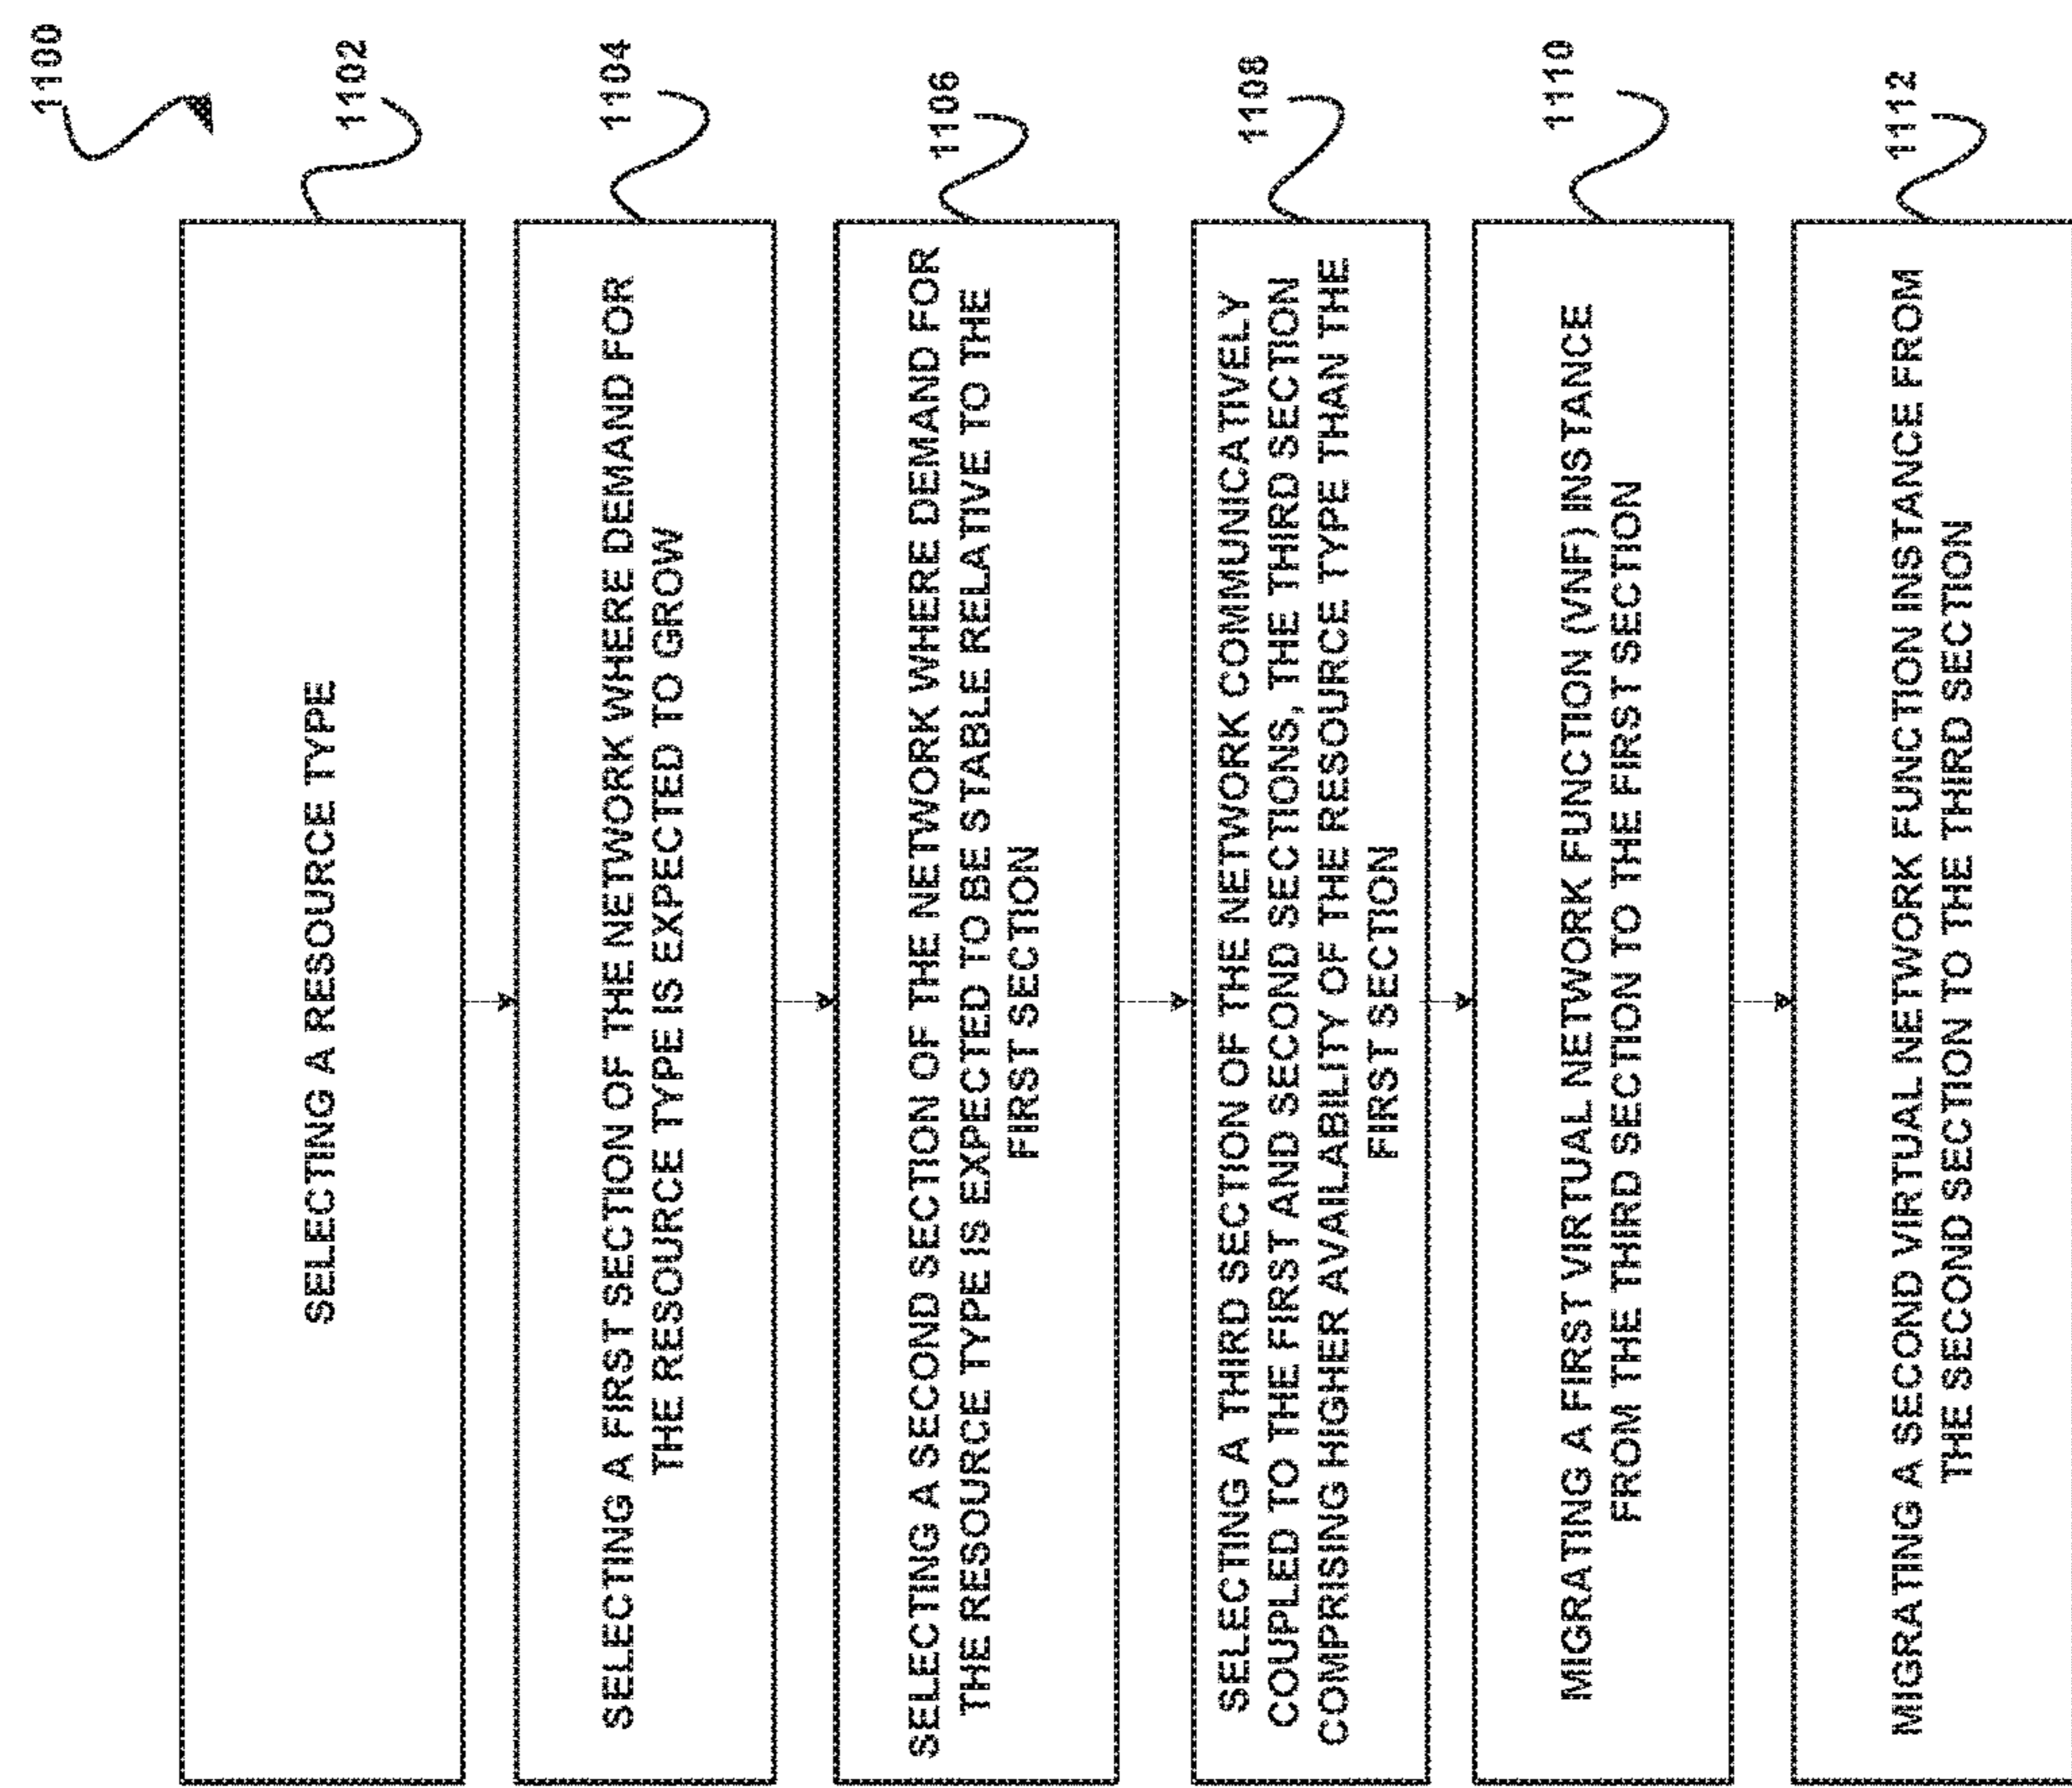 1100
1102
SELECTING A RESOURCE TYPE
1104
SELECTING A FIRST SECTION OF THE NETWORK WHERE DEMAND FOR
THE RESOURCE TYPE IS EXPECTED TO GROW
1106
SELECTING A SECOND SECTION OF THE NETWORK WHERE DEMAND FOR
THE RESOURCE TYPE IS EXPECTED TO BE STABLE RELATIVE TO THE
FIRST SECTION
1108
SELECTING A THIRD SECTION OF THE NETWORK COMMUNICATIVELY
COUPLED TO THE FIRST AND SECOND SECTIONS, THE THIRD SECTION
COMPRISING HIGHER AVAILABILITY OF THE RESOURCE TYPE THAN THE
FIRST SECTION
1110
MIGRATING A FIRST VIRTUAL NETWORK FUNCTION (VNF) INSTANCE
FROM THE THIRD SECTION TO THE FIRST SECTION
1112
MIGRATING A SECOND VIRTUAL NETWORK FUNCTION INSTANCE FROM
THE SECOND SECTION TO THE THIRD SECTION